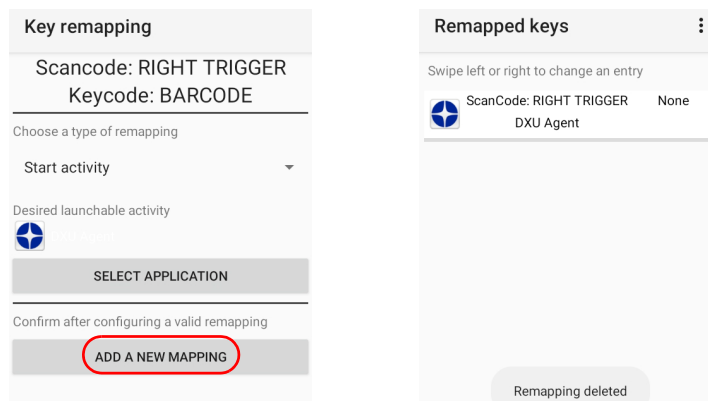 Key remapping
Scancode: RIGHT TRIGGER
Keycode: BARCODE
Choose a type of remapping
Start activity
Desired launchable activity
SELECT APPLICATION
Confirm after configuring a valid remapping
ADD A NEW MAPPING
Remapped keys
Swipe left or right to change an entry
ScanCode: RIGHT TRIGGER None
DXU Agent
Remapping deleted